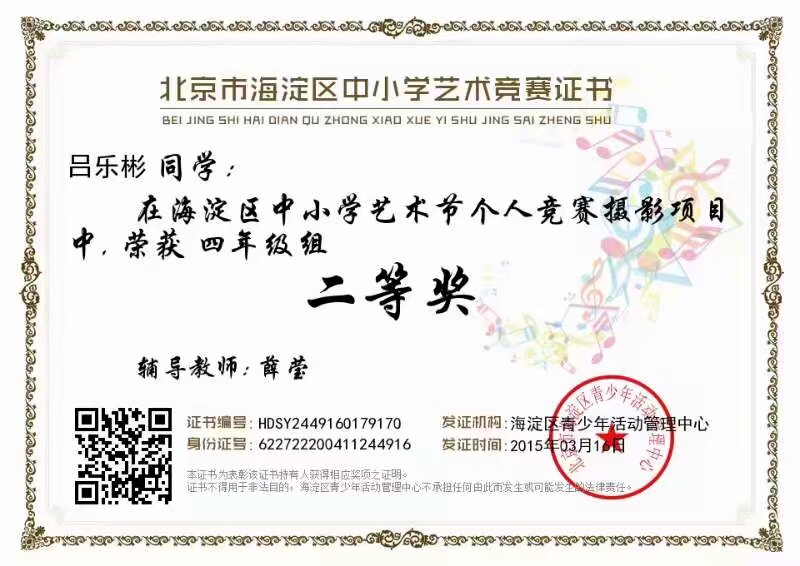 北京市海淀区中小学艺术竞赛证书
BEI JING SHI HAI DIAN QU ZHONG XIAO XUE YI SHU JING SAI ZHENG SHU
吕乐彬 同学:
在海淀区中小学艺术节个人竞赛摄影项目
中, 荣获 四年级组
二等奖
辅导教师: 薛莹
证书编号: HDSY2449160179170 发证机构: 海淀区青少年活动管理中心
身份证号: 622722200411244916 发证时间: 2015年03月16日
本证书为表彰该证书持有人获得相应奖项之证明。
证书不得用于非法目的: 海淀区青少年活动管理中心不承担任何由此而发生或可能发生的法律责任。
北京市海淀区青少年活动管理中心